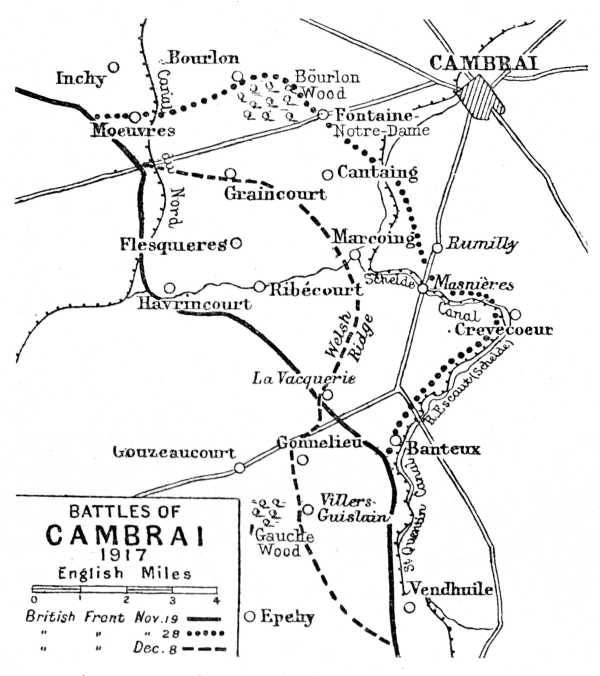 CAMBRAI
Bourlon
Inchy
Canal
Bourlon
Wood
Moeuvres
Fontaine-
Notre-Dame
du
Cantaing
Graincourt
Nord
Marcoing
Flesquieres
Rumilly
Schelde
Masnières
Havrincourt
Ribécourt
Canal
Crèvecoeur
Welsh
Ridge
R. Escaut (Schelde)
La Vacquerie
Gouzeaucourt
Gonnelieu
Banteux
St Quentin Canal
Villers-
Guislain
Gauche
Wood
Vendhuile
Epehy
BATTLES OF
CAMBRAI
1917
English Miles
0 1 2 3 4
British Front Nov. 19
" " " 28
" " Dec. 8